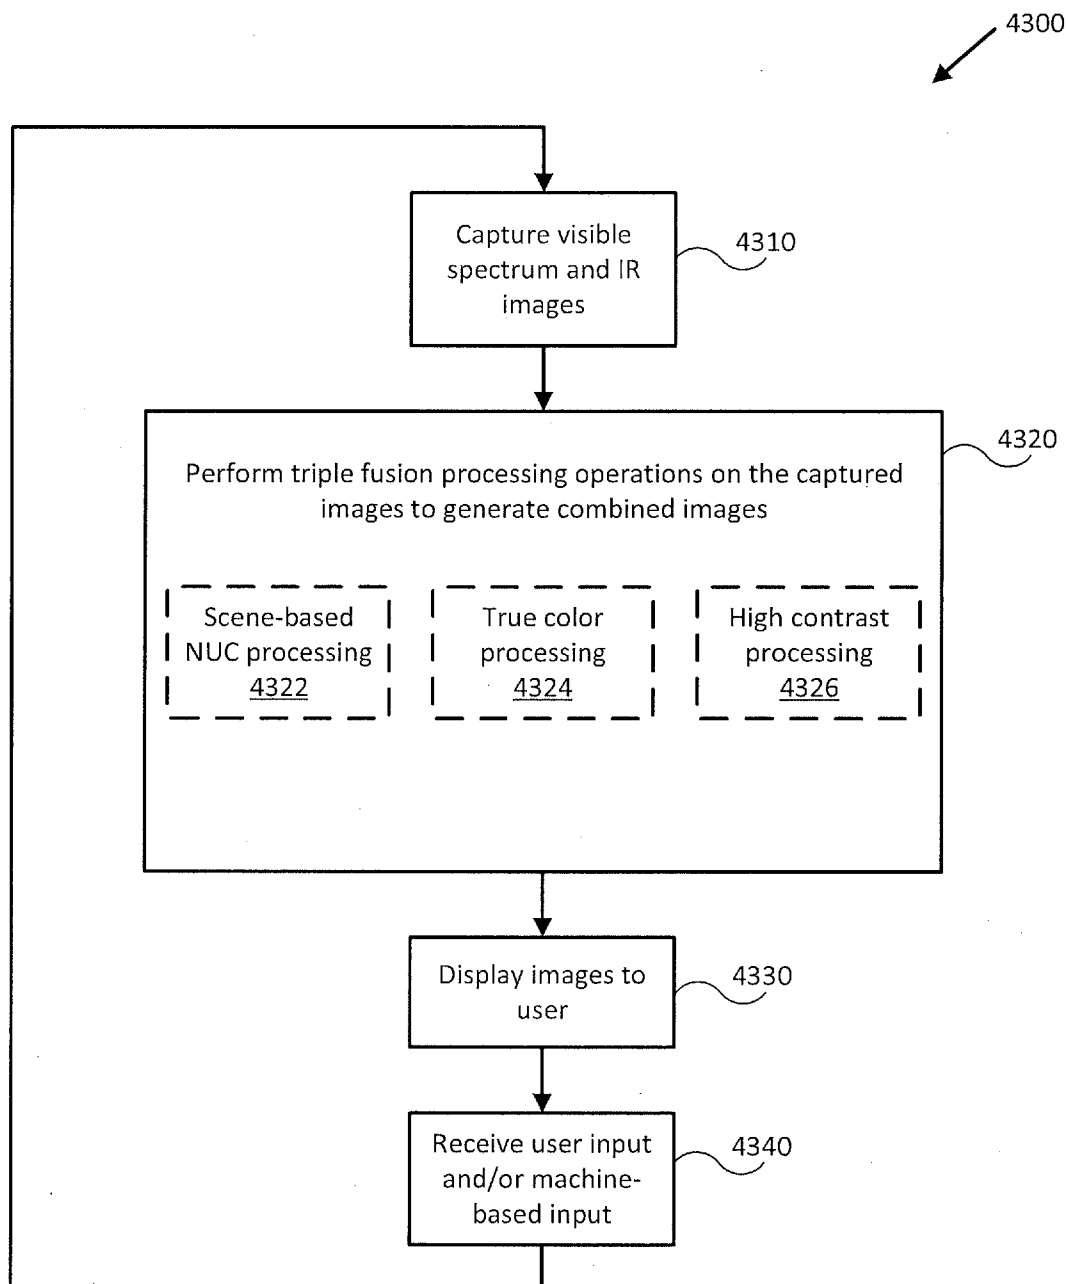 4300
Capture visible
spectrum and IR
images
4310
Perform triple fusion processing operations on the captured
images to generate combined images
4320
Scene-based
NUC processing
4322
True color
processing
4324
High contrast
processing
4326
Display images to
user
4330
Receive user input
and/or machine-
based input
4340